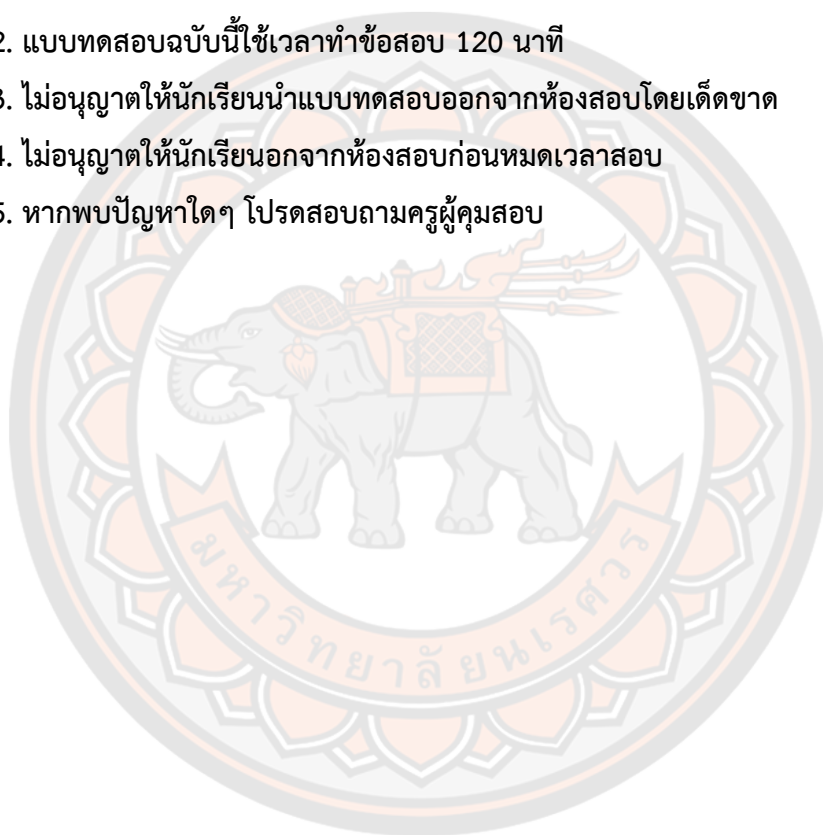 2. แบบทดสอบฉบับนี้ใช้เวลาทำข้อสอบ 120 นาที
3. ไม่อนุญาตให้นักเรียนนำแบบทดสอบออกจากห้องสอบโดยเด็ดขาด
4. ไม่อนุญาตให้นักเรียนอกจากห้องสอบก่อนหมดเวลาสอบ
5. หากพบปัญหาใดๆ โปรดสอบถามครูผู้คุมสอบ
มหาวิทยาลัยนเรศวร